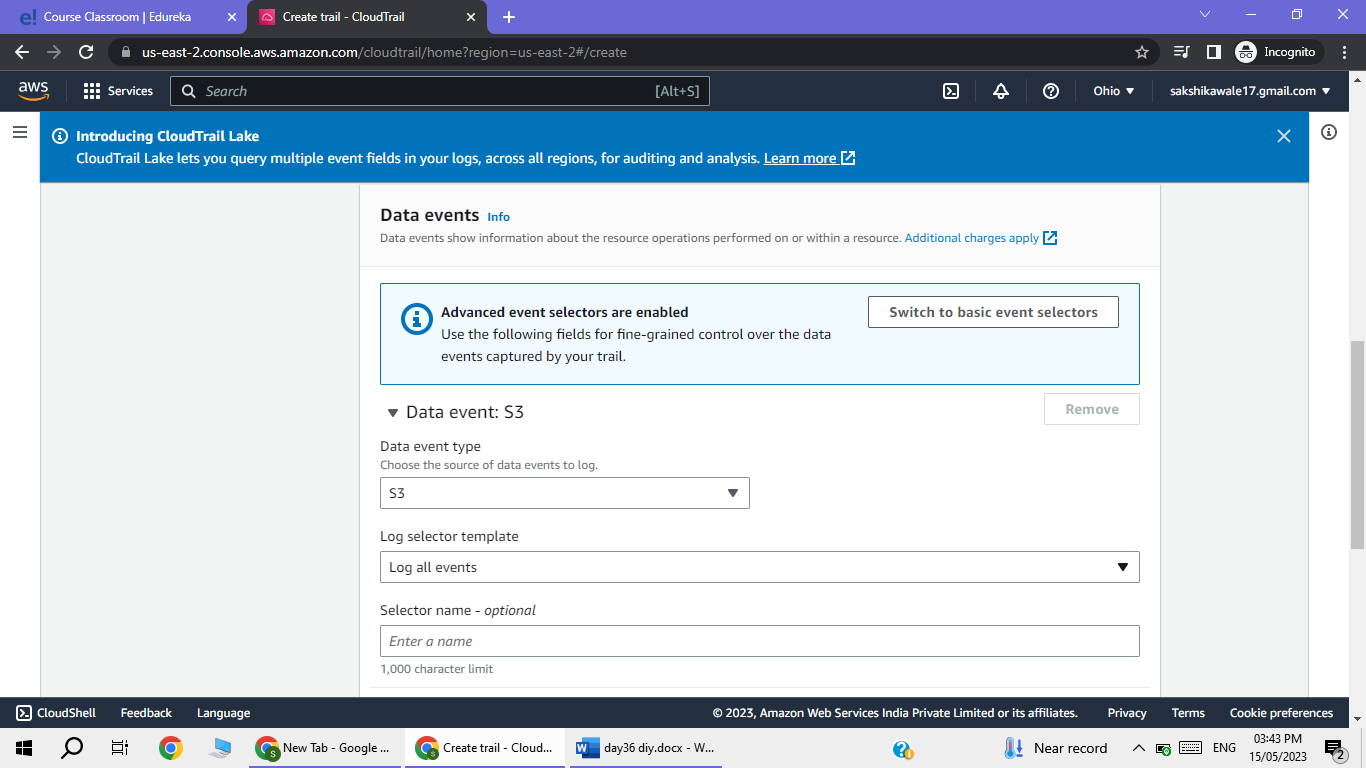 e! Course Classroom | Edureka
Create trail - CloudTrail
us-east-2.console.aws.amazon.com/cloudtrail/home?region=us-east-2#/create
Incognito
aws
Services
Search
[Alt+S]
Ohio
sakshikawale17.gmail.com
Introducing CloudTrail Lake
CloudTrail Lake lets you query multiple event fields in your logs, across all regions, for auditing and analysis. Learn more
Data events Info
Data events show information about the resource operations performed on or within a resource. Additional charges apply
Advanced event selectors are enabled
Use the following fields for fine-grained control over the data
events captured by your trail.
Switch to basic event selectors
Data event: S3
Remove
Data event type
Choose the source of data events to log.
S3
Log selector template
Log all events
Selector name - optional
Enter a name
1,000 character limit
CloudShell
Feedback
Language
© 2023, Amazon Web Services India Private Limited or its affiliates.
Privacy
Terms
Cookie preferences
S
New Tab - Google ...
S
Create trail - Cloud...
day36 diy.docx - W...
Near record
ENG
03:43 PM
15/05/2023
2